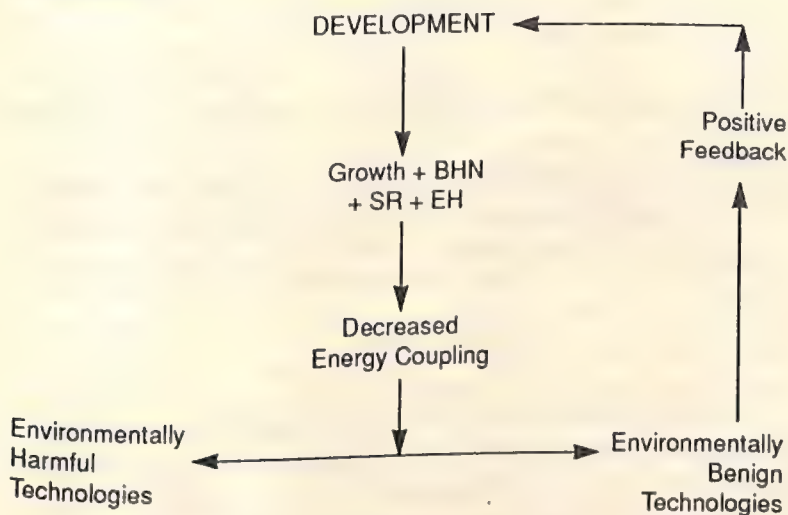 DEVELOPMENT
Positive
Feedback
Growth + BHN
+ SR + EH
Decreased
Energy Coupling
Environmentally
Harmful
Technologies
Environmentally
Benign
Technologies